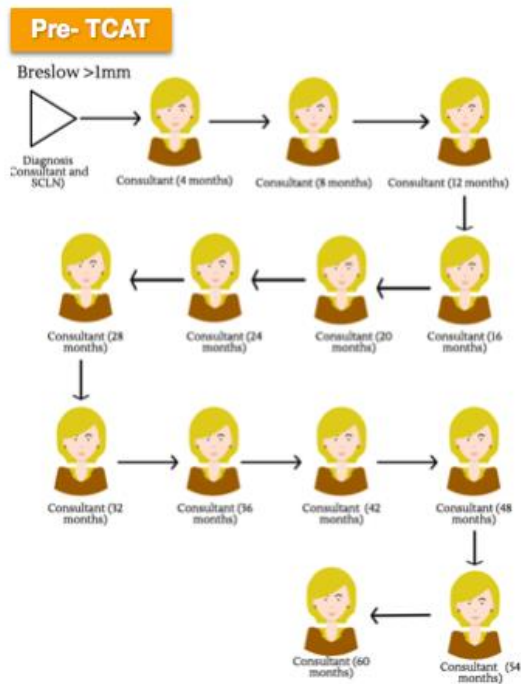 Pre- TCAT
Breslow >1mm
Diagnosis
Consultant and
SCLN)
Consultant (4 months)
Consultant (8 months)
Consultant (12 months)
Consultant (28
months)
Consultant (24
months)
Consultant (20
months)
Consultant (16
months)
Consultant (32
months)
Consultant (36
months)
Consultant (42
months)
Consultant (48
months)
Consultant (60
months)
Consultant (54
months)